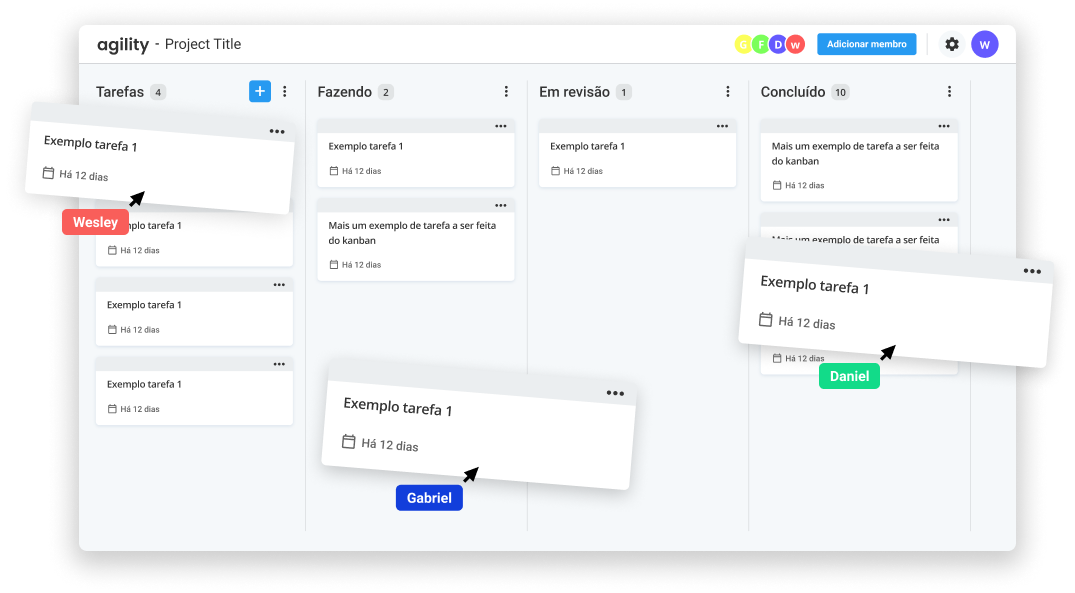 agility - Project Title
G F D w
Adicionar membro
W
Tarefas 4
+
Exemplo tarefa 1
Há 12 dias
Wesley
plo tarefa 1
Há 12 dias
Exemplo tarefa 1
Há 12 dias
Exemplo tarefa 1
Há 12 dias
Fazendo 2
Exemplo tarefa 1
Há 12 dias
Mais um exemplo de tarefa a ser feita
do kanban
Há 12 dias
Exemplo tarefa 1
Há 12 dias
Gabriel
Em revisão 1
Exemplo tarefa 1
Há 12 dias
Concluído 10
Mais um exemplo de tarefa a ser feita
do kanban
Há 12 dias
Mais um exemplo de tarefa a ser feita
Exemplo tarefa 1
Há 12 dias
Há 12 dias
Daniel